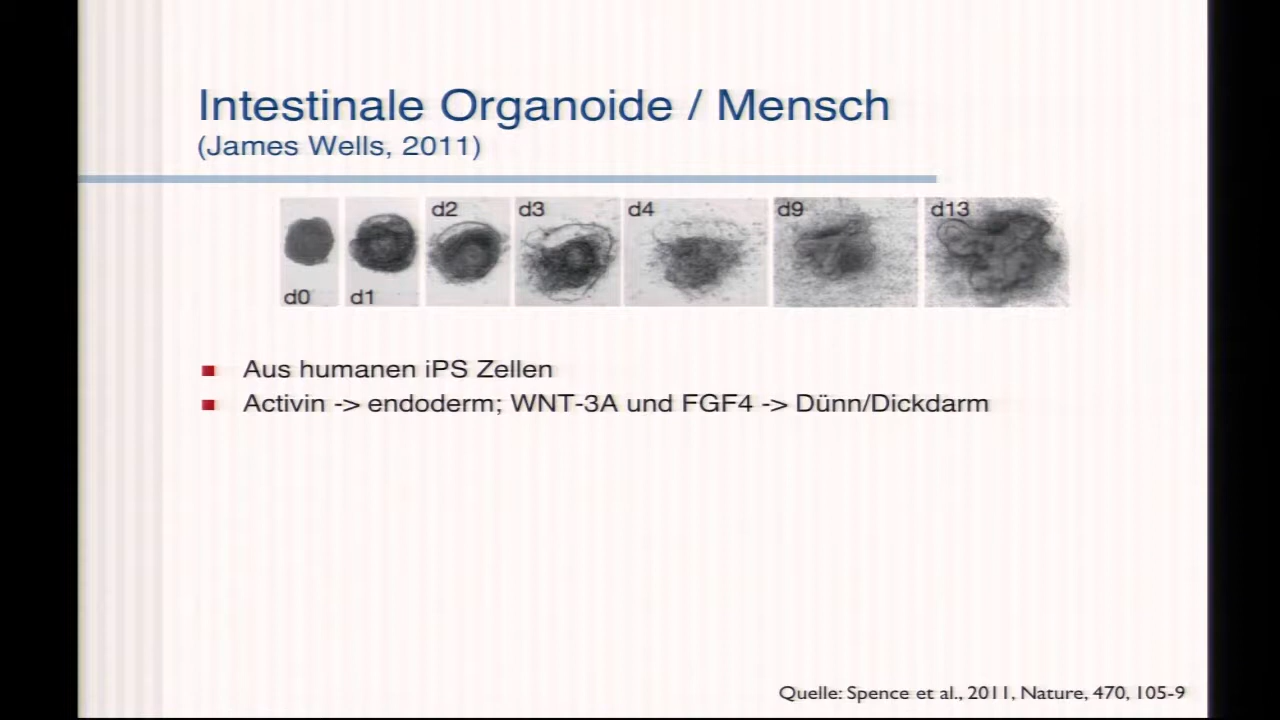 Intestinale Organoide / Mensch
(James Wells, 2011)
d0
d1
d2
d3
d4
d9
d13
Aus humanen iPS Zellen
Activin -> endoderm; WNT-3A und FGF4 -> Dünn/Dickdarm
Quelle: Spence et al., 2011, Nature, 470, 105-9